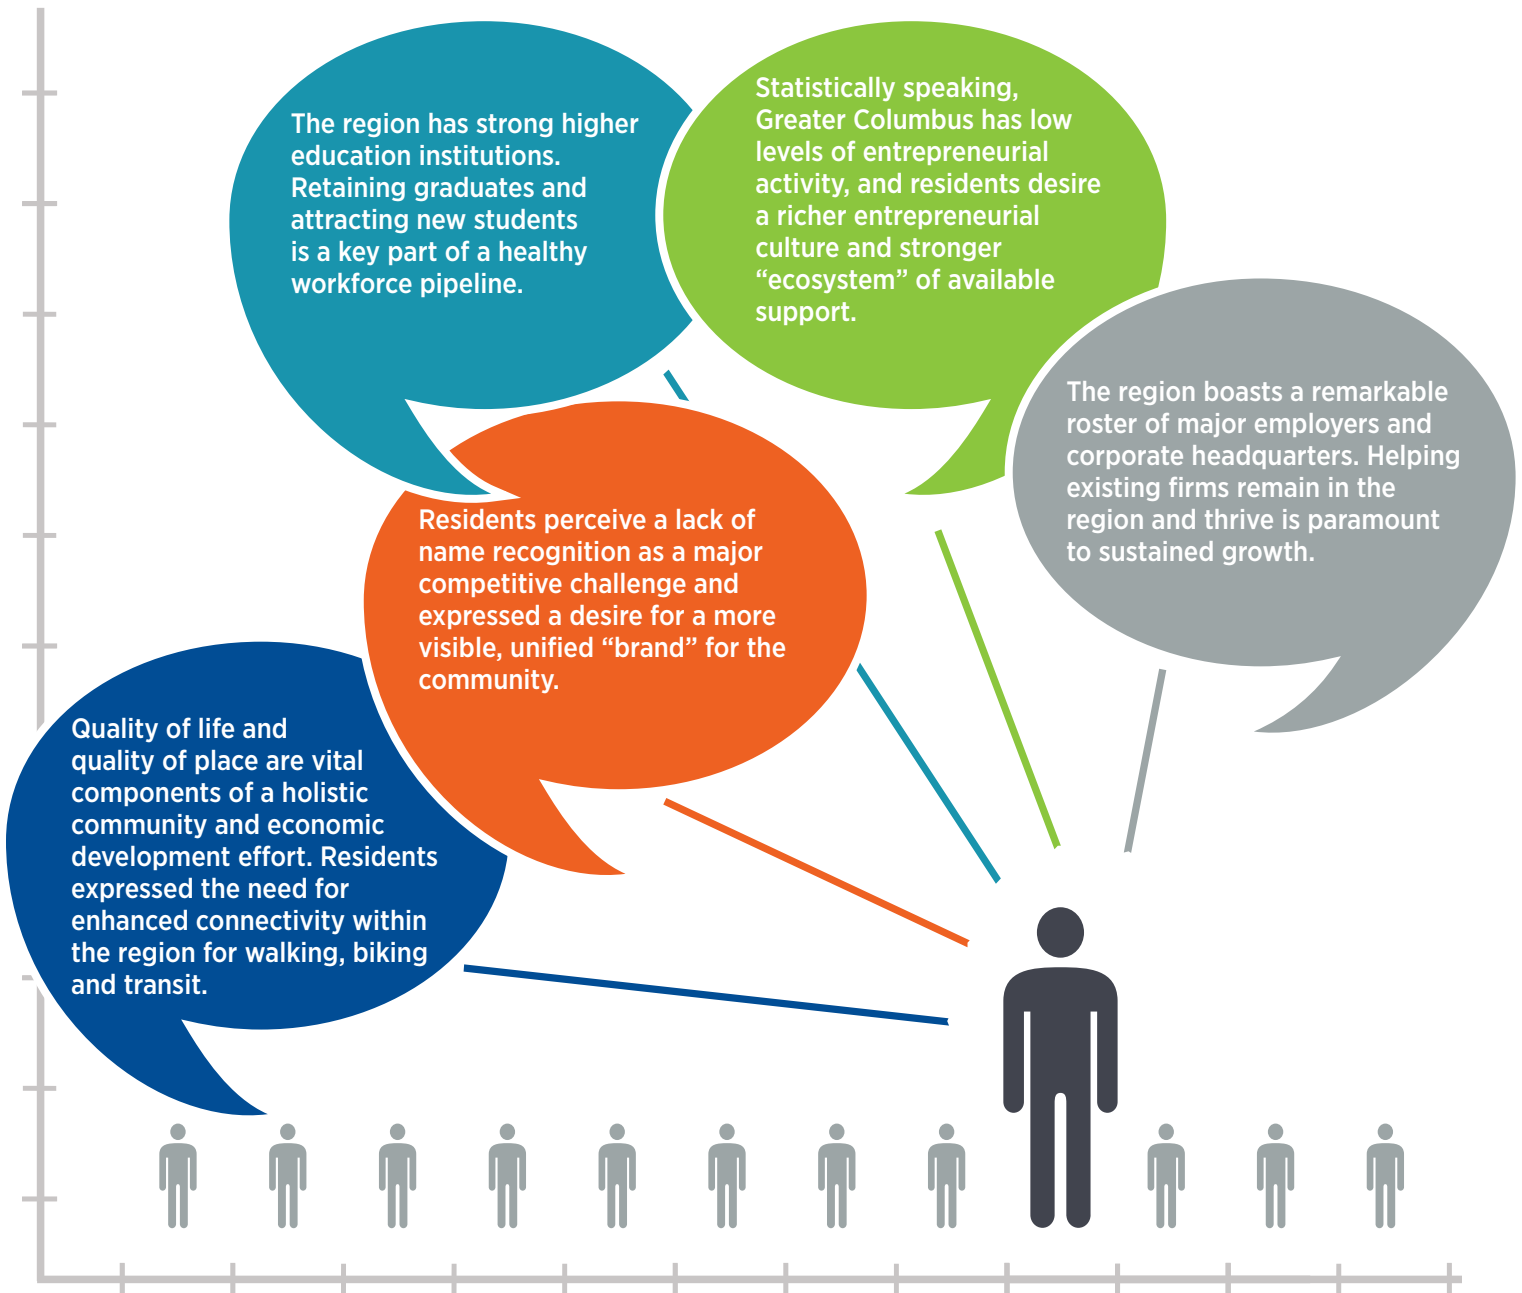 The region has strong higher
education institutions.
Retaining graduates and
attracting new students
is a key part of a healthy
workforce pipeline.
Statistically speaking,
Greater Columbus has low
levels of entrepreneurial
activity, and residents desire
a richer entrepreneurial
culture and stronger
“ecosystem” of available
support.
The region boasts a remarkable
roster of major employers and
corporate headquarters. Helping
existing firms remain in the
region and thrive is paramount
to sustained growth.
Residents perceive a lack of
name recognition as a major
competitive challenge and
expressed a desire for a more
visible, unified “brand” for the
community.
Quality of life and
quality of place are vital
components of a holistic
community and economic
development effort. Residents
expressed the need for
enhanced connectivity within
the region for walking, biking
and transit.